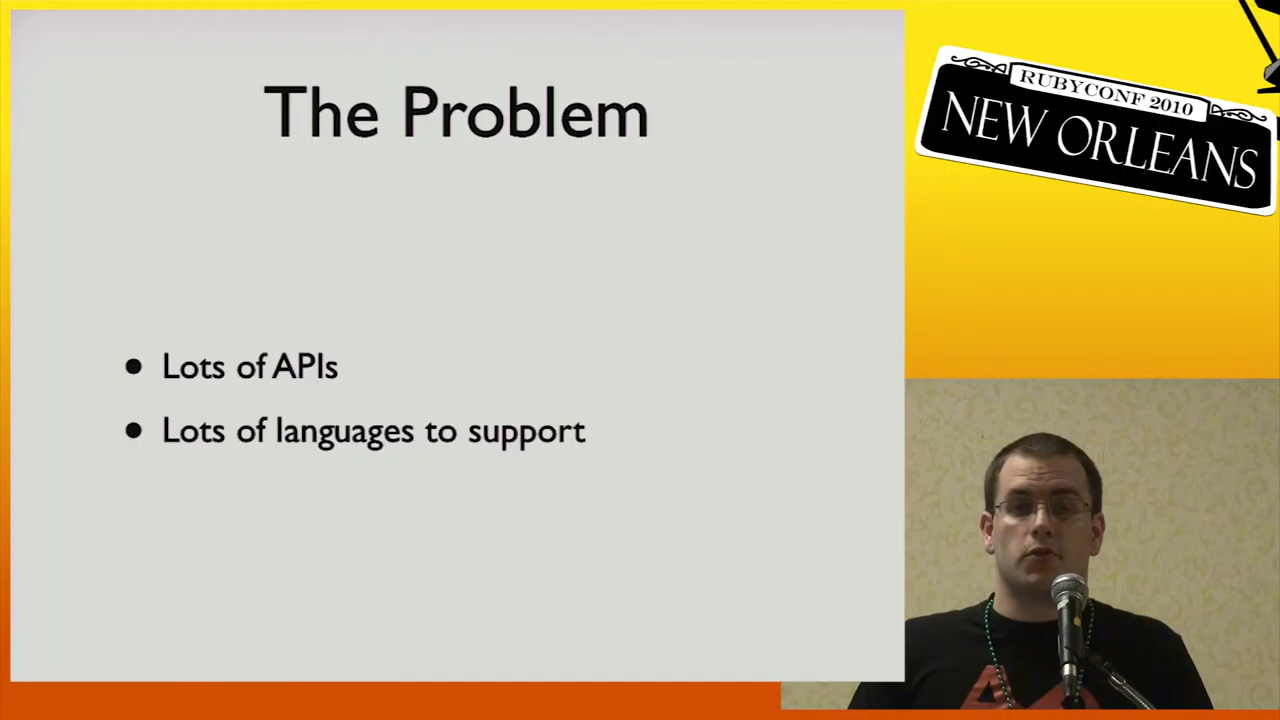 The Problem
• Lots of APIs
• Lots of languages to support
RUBYCONF 2010
NEW ORLEANS